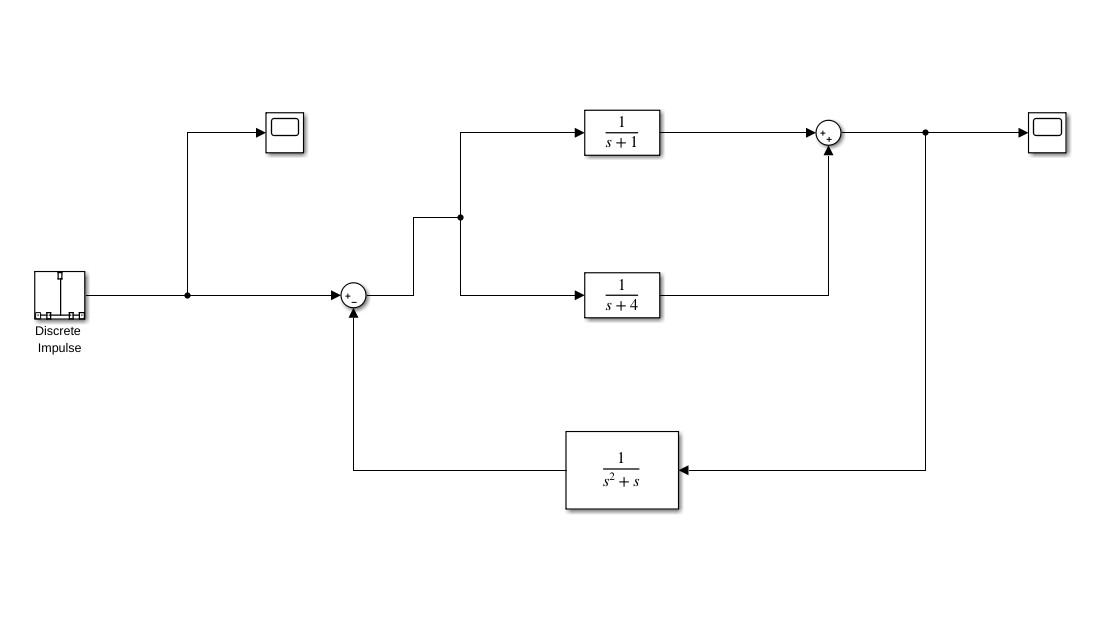 1
s + 1
+
+
Discrete
Impulse
+
−
1
s + 4
1
s² + s